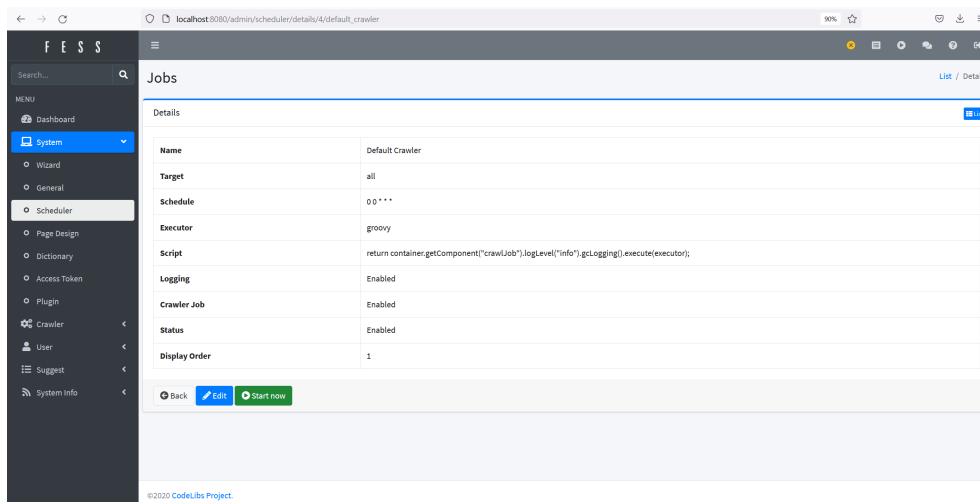 localhost:8080/admin/scheduler/details/4/default_crawler
90%
FESS
Search...
Jobs
List / Detai
MENU
Dashboard
System
Wizard
General
Scheduler
Page Design
Dictionary
Access Token
Plugin
Crawler
User
Suggest
System Info
Details
Name Default Crawler
Target all
Schedule 0 0 * * *
Executor groovy
Script return container.getComponent("crawlJob").logLevel("info").gcLogging().execute(executor);
Logging Enabled
Crawler Job Enabled
Status Enabled
Display Order 1
Back Edit Start now
©2020 CodeLibs Project.